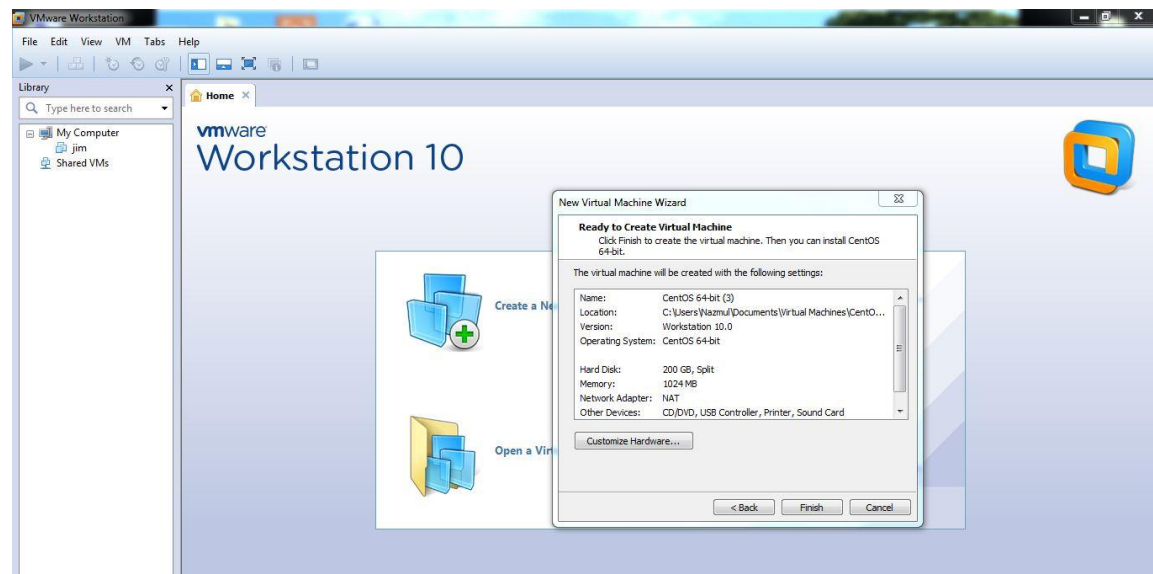 VMware Workstation
File Edit View VM Tabs Help
Library
Type here to search
My Computer
jim
Shared VMs
Home
vmware
Workstation 10
New Virtual Machine Wizard
Ready to Create Virtual Machine
Click Finish to create the virtual machine. Then you can install CentOS
64-bit.
The virtual machine will be created with the following settings:
Name: CentOS 64-bit (3)
Location: C:\Users\Nazmul\Documents\Virtual Machines\CentO...
Version: Workstation 10.0
Operating System: CentOS 64-bit
Hard Disk: 200 GB, Split
Memory: 1024 MB
Network Adapter: NAT
Other Devices: CD/DVD, USB Controller, Printer, Sound Card
Customize Hardware...
< Back Finish Cancel
Create a Ne
Open a Virt